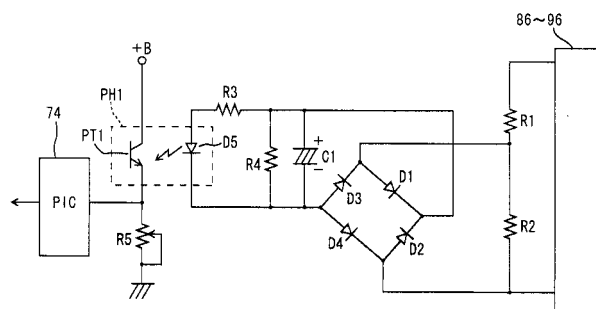 86~96
+B
PH1
R3
74
PT1
D5
R4
+
C1
−
R1
D3
D1
PIC
R2
D4
D2
R5